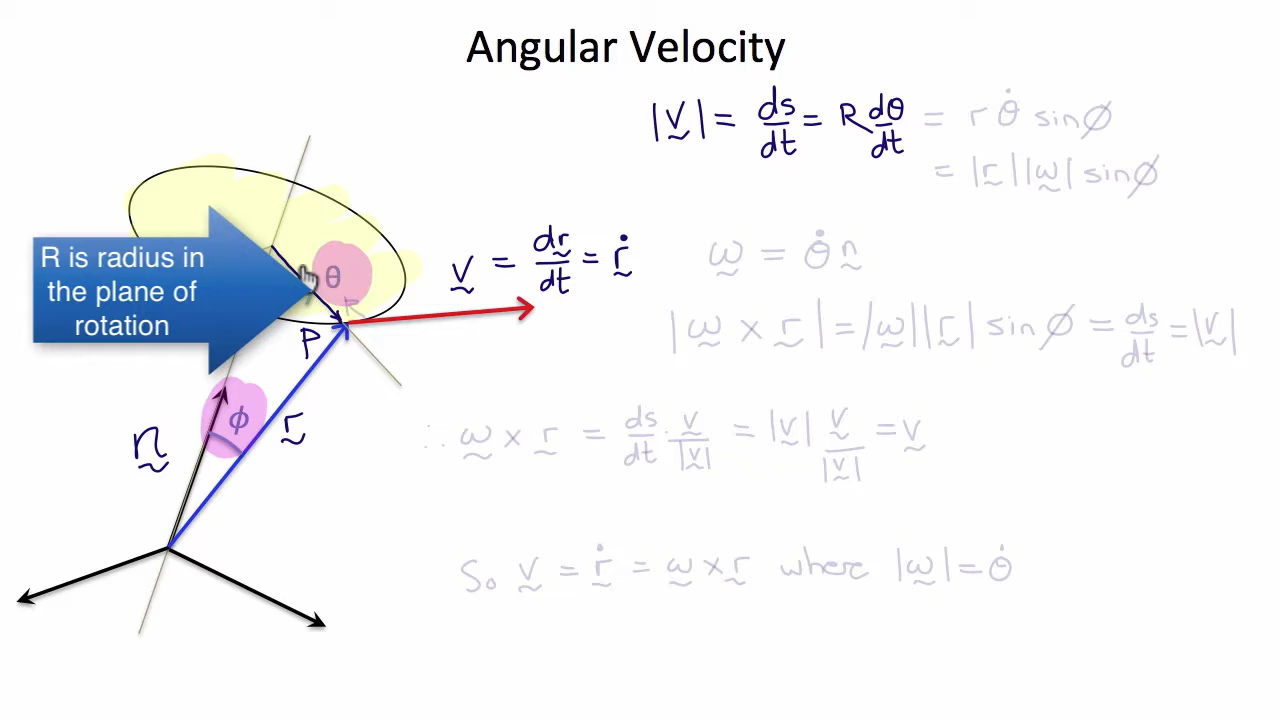 Angular Velocity
|v| = ds/dt = R dθ/dt = r θ̇ sinφ
= |r||ω| sinφ
R is radius in
the plane of
rotation
θ
P
v = dr/dt = ṙ
ω = θ̇ n
|ω × r| = |ω||r| sinφ = ds/dt = |v|
n
φ
r
∴ ω × r = ds/dt · v/|v| = |v| v/|v| = v
So v = ṙ = ω × r where |ω| = θ̇